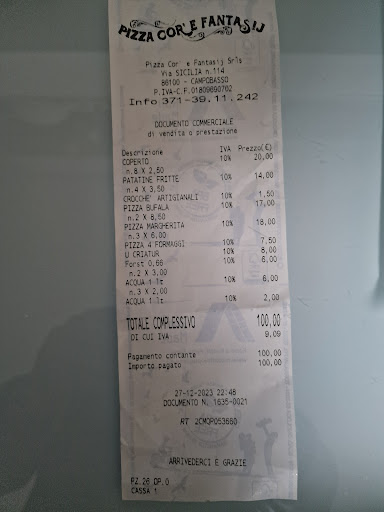 PIZZA COR' E FANTASIJ
Pizza Cor' e Fantasij Srls
Via SICILIA n.114
86100 - CAMPOBASSO
P.IVA-C.F.01809690702
Info 371-39.11.242
DOCUMENTO COMMERCIALE
di vendita o prestazione
Descrizione IVA Prezzo(€)
COPERTO 10% 20,00
n.8 X 2,50
PATATINE FRITTE 10% 14,00
n.4 X 3,50
CROCCHE' ARTIGIANALI 10% 1,50
PIZZA BUFALA 10% 17,00
n.2 X 8,50
PIZZA MARGHERITA 10% 18,00
n.3 X 6,00
PIZZA 4 FORMAGGI 10% 7,50
U CRIATUR 10% 8,00
Forst 0,66 10% 6,00
n.2 X 3,00
ACQUA 1 lt 10% 6,00
n.3 X 2,00
ACQUA 1 lt 10% 2,00
TOTALE COMPLESSIVO 100,00
DI CUI IVA 9,09
Pagamento contante 100,00
Importo pagato 100,00
27-12-2023 22:48
DOCUMENTO N. 1635-0021
RT 2CMCP053660
ARRIVEDERCI E GRAZIE
PZ.26 OP.0
CASSA 1